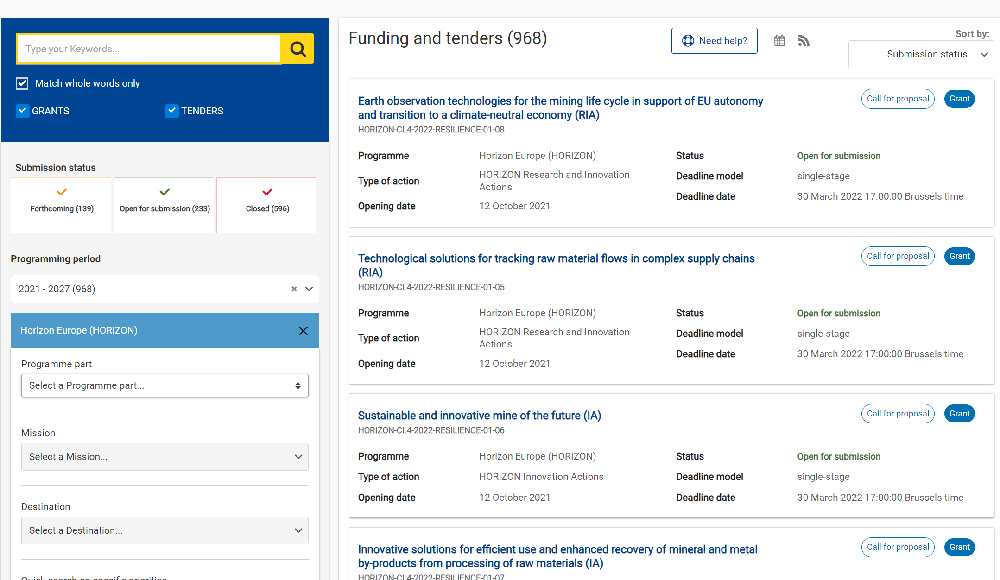 Type your Keywords...
Match whole words only
GRANTS
TENDERS
Submission status
Forthcoming (139)
Open for submission (233)
Closed (596)
Programming period
2021 - 2027 (968)
Horizon Europe (HORIZON)
Programme part
Select a Programme part...
Mission
Select a Mission...
Destination
Select a Destination...
Quick search on specific priorities
Funding and tenders (968)
Need help?
Sort by:
Submission status
Earth observation technologies for the mining life cycle in support of EU autonomy
and transition to a climate-neutral economy (RIA)
Call for proposal
Grant
HORIZON-CL4-2022-RESILIENCE-01-08
Programme
Horizon Europe (HORIZON)
Type of action
HORIZON Research and Innovation
Actions
Opening date
12 October 2021
Status
Open for submission
Deadline model
single-stage
Deadline date
30 March 2022 17:00:00 Brussels time
Technological solutions for tracking raw material flows in complex supply chains
(RIA)
Call for proposal
Grant
HORIZON-CL4-2022-RESILIENCE-01-05
Programme
Horizon Europe (HORIZON)
Type of action
HORIZON Research and Innovation
Actions
Opening date
12 October 2021
Status
Open for submission
Deadline model
single-stage
Deadline date
30 March 2022 17:00:00 Brussels time
Sustainable and innovative mine of the future (IA)
Call for proposal
Grant
HORIZON-CL4-2022-RESILIENCE-01-06
Programme
Horizon Europe (HORIZON)
Type of action
HORIZON Innovation Actions
Opening date
12 October 2021
Status
Open for submission
Deadline model
single-stage
Deadline date
30 March 2022 17:00:00 Brussels time
Innovative solutions for efficient use and enhanced recovery of mineral and metal
by-products from processing of raw materials (IA)
Call for proposal
Grant
HORIZON-CL4-2022-RESILIENCE-01-07